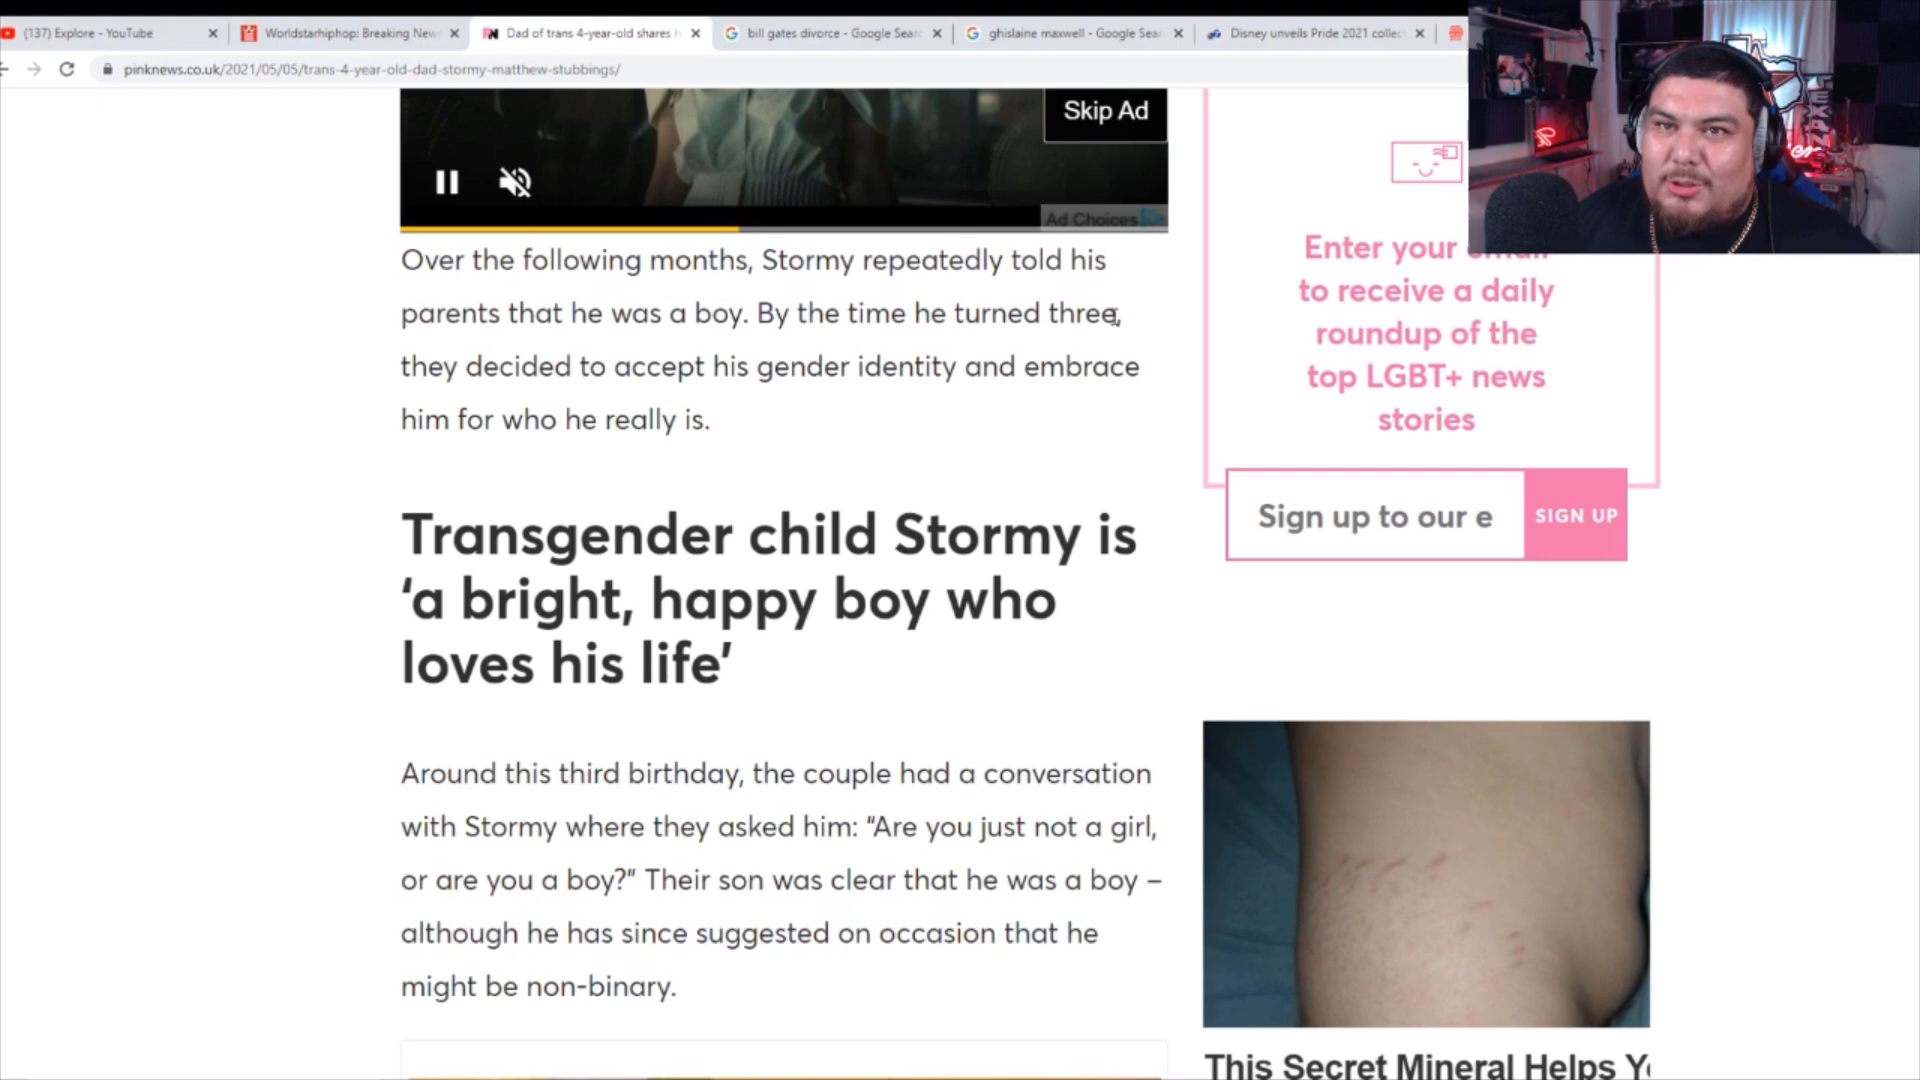 (137) Explore - YouTube
Worldstarhiphop: Breaking New
Dad of trans 4-year-old shares h
bill gates divorce - Google Sear
ghislaine maxwell - Google Sear
Disney unveils Pride 2021 collec
pinknews.co.uk/2021/05/05/trans-4-year-old-dad-stormy-matthew-stubbings/
Skip Ad
Ad Choices
Over the following months, Stormy repeatedly told his
parents that he was a boy. By the time he turned three,
they decided to accept his gender identity and embrace
him for who he really is.
Transgender child Stormy is
‘a bright, happy boy who
loves his life’
Around this third birthday, the couple had a conversation
with Stormy where they asked him: “Are you just not a girl,
or are you a boy?” Their son was clear that he was a boy –
although he has since suggested on occasion that he
might be non-binary.
Enter your email
to receive a daily
roundup of the
top LGBT+ news
stories
Sign up to our e
SIGN UP
This Secret Mineral Helps Y